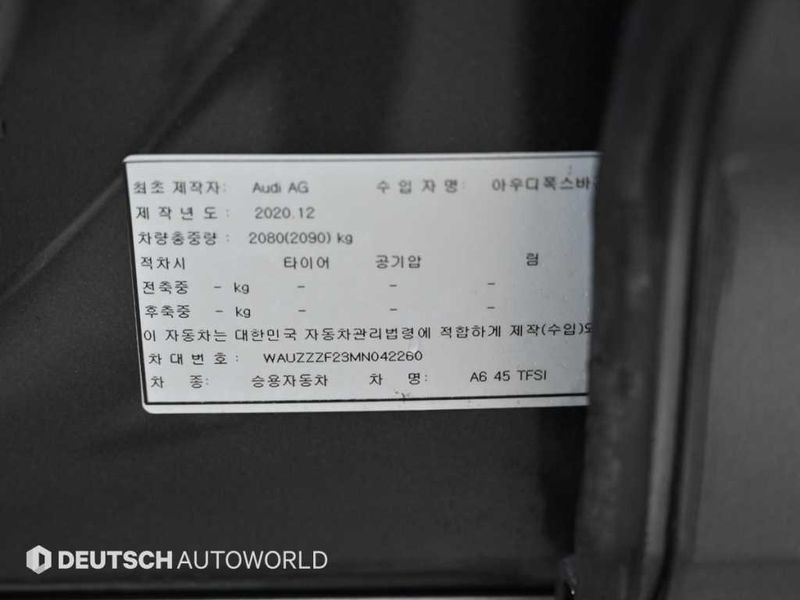 최초 제작자: Audi AG 수 입 자 명: 아우디폭스바
제 작 년 도 : 2020.12
차량총중량 : 2080(2090) kg
적차시 타이어 공기압 림
전축중 - kg - - -
후축중 - kg - - -
이 자동차는 대한민국 자동차관리법령에 적합하게 제작(수입)되
차 대 번 호 : WAUZZZF23MN042260
차 종: 승용자동차 차 명: A6 45 TFSI
DEUTSCH AUTOWORLD